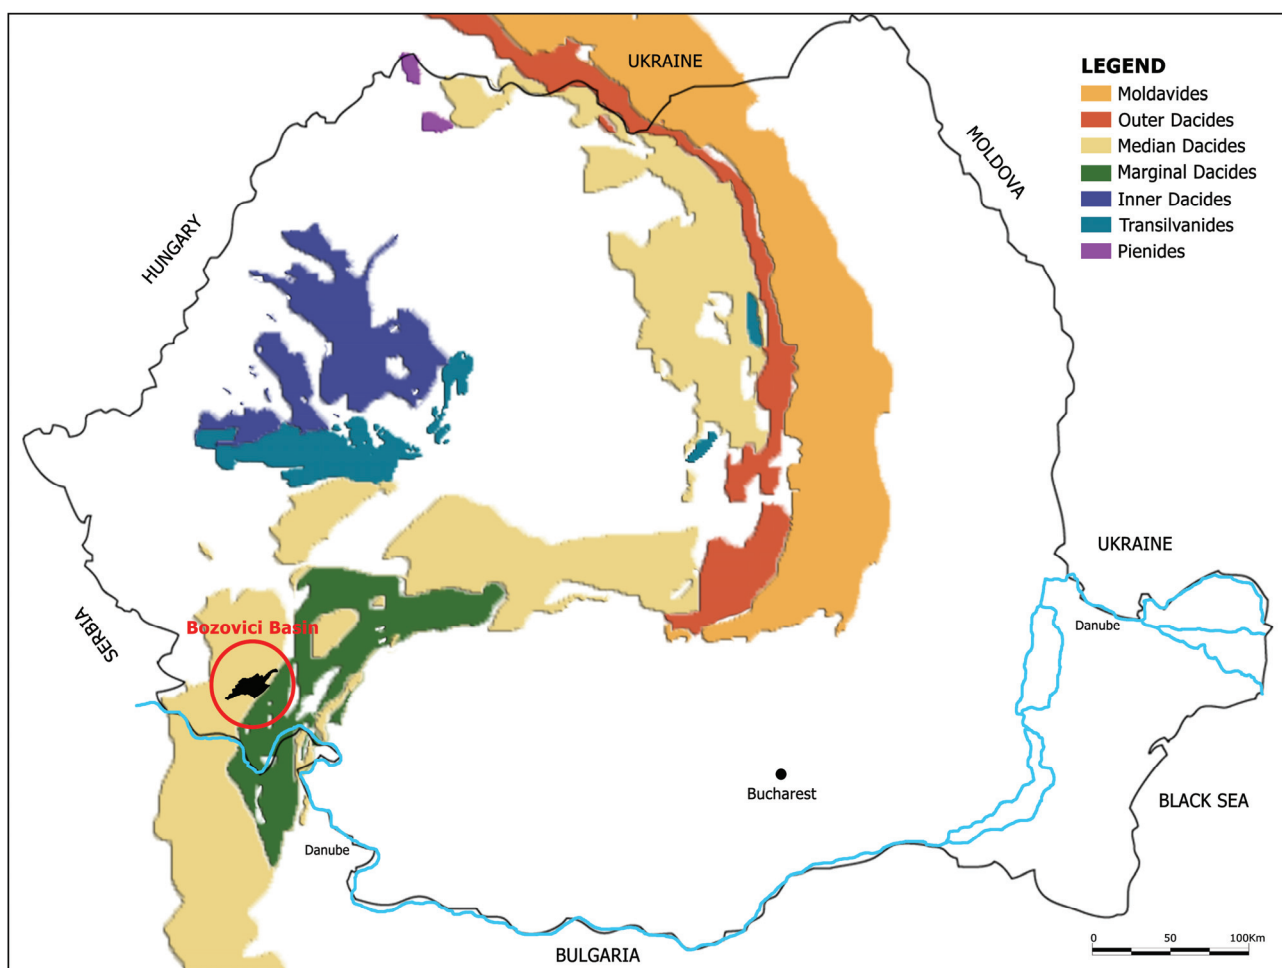 UKRAINE
LEGEND
Moldavides
Outer Dacides
Median Dacides
Marginal Dacides
Inner Dacides
Transilvanides
Pienides
MOLDOVA
HUNGARY
UKRAINE
SERBIA
Bozovici Basin
Danube
Bucharest
BLACK SEA
Danube
BULGARIA
0 50 100Km